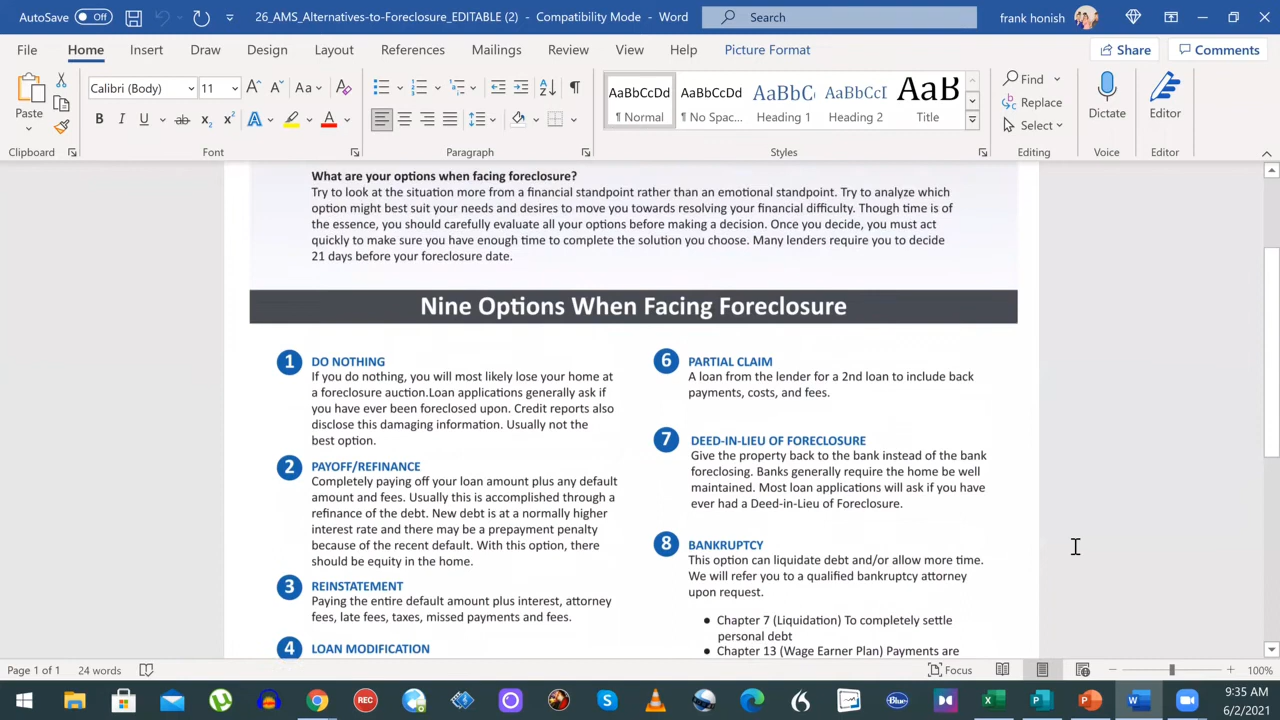 AutoSave Off 26_AMS_Alternatives-to-Foreclosure_EDITABLE (2) - Compatibility Mode - Word Search frank honish
File Home Insert Draw Design Layout References Mailings Review View Help Picture Format Share Comments
Paste
Calibri (Body) 11
AaBbCcDd AaBbCcDd AaBbC AaBbCcD AaB
¶ Normal ¶ No Spac... Heading 1 Heading 2 Title
Find
Replace
Select
Dictate
Editor
Clipboard Font Paragraph Styles Editing Voice Editor
What are your options when facing foreclosure?
Try to look at the situation more from a financial standpoint rather than an emotional standpoint. Try to analyze which
option might best suit your needs and desires to move you towards resolving your financial difficulty. Though time is of
the essence, you should carefully evaluate all your options before making a decision. Once you decide, you must act
quickly to make sure you have enough time to complete the solution you choose. Many lenders require you to decide
21 days before your foreclosure date.
Nine Options When Facing Foreclosure
1 DO NOTHING
If you do nothing, you will most likely lose your home at
a foreclosure auction.Loan applications generally ask if
you have ever been foreclosed upon. Credit reports also
disclose this damaging information. Usually not the
best option.
2 PAYOFF/REFINANCE
Completely paying off your loan amount plus any default
amount and fees. Usually this is accomplished through a
refinance of the debt. New debt is at a normally higher
interest rate and there may be a prepayment penalty
because of the recent default. With this option, there
should be equity in the home.
3 REINSTATEMENT
Paying the entire default amount plus interest, attorney
fees, late fees, taxes, missed payments and fees.
4 LOAN MODIFICATION
6 PARTIAL CLAIM
A loan from the lender for a 2nd loan to include back
payments, costs, and fees.
7 DEED-IN-LIEU OF FORECLOSURE
Give the property back to the bank instead of the bank
foreclosing. Banks generally require the home be well
maintained. Most loan applications will ask if you have
ever had a Deed-in-Lieu of Foreclosure.
8 BANKRUPTCY
This option can liquidate debt and/or allow more time.
We will refer you to a qualified bankruptcy attorney
upon request.
● Chapter 7 (Liquidation) To completely settle
personal debt
● Chapter 13 (Wage Earner Plan) Payments are
Page 1 of 1 24 words Focus 100%
REC
Blue
9:35 AM
6/2/2021